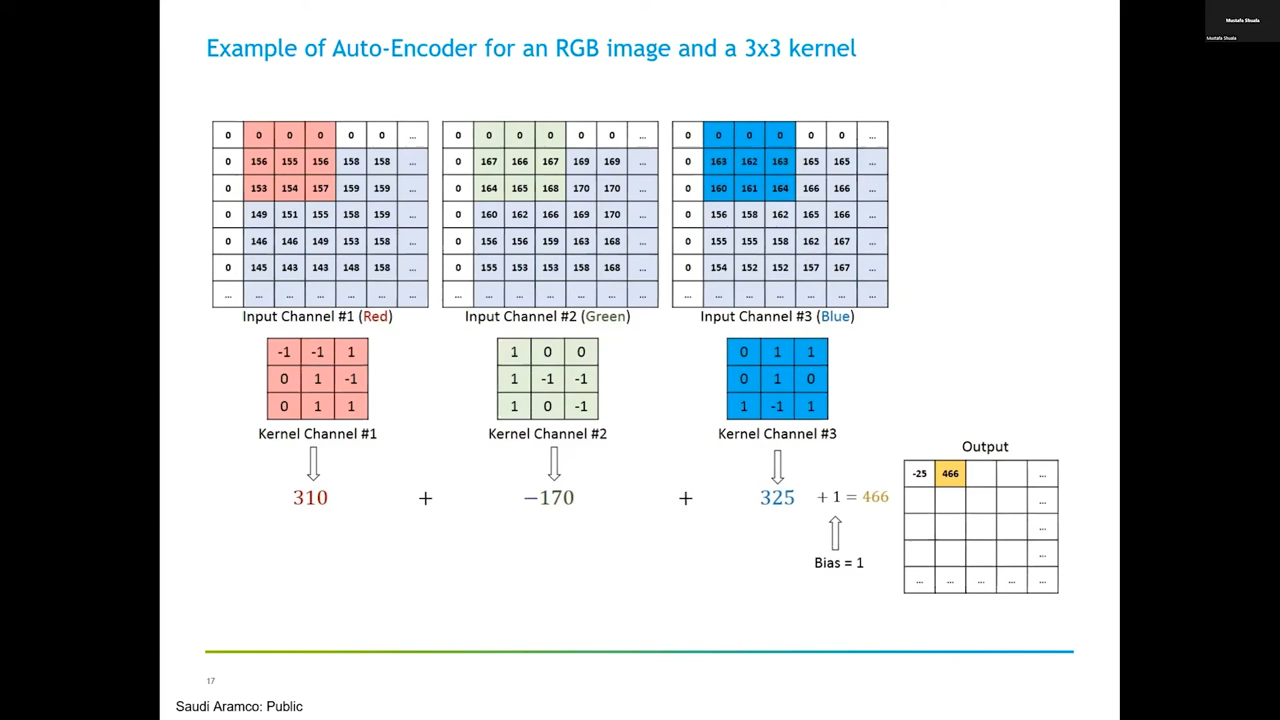 Mustafa Shuala
Mustafa Shuala
Example of Auto-Encoder for an RGB image and a 3x3 kernel
0 0 0 0 0 0 ... 0 0 0 0 0 0 ... 0 0 0 0 0 0 ...
0 156 155 156 158 158 ... 0 167 166 167 169 169 ... 0 163 162 163 165 165 ...
0 153 154 157 159 159 ... 0 164 165 168 170 170 ... 0 160 161 164 166 166 ...
0 149 151 155 158 159 ... 0 160 162 166 169 170 ... 0 156 158 162 165 166 ...
0 146 146 149 153 158 ... 0 156 156 159 163 168 ... 0 155 155 158 162 167 ...
0 145 143 143 148 158 ... 0 155 153 153 158 168 ... 0 154 152 152 157 167 ...
... ... ... ... ... ... ... ... ... ... ... ... ... ... ... ... ... ... ... ... ...
Input Channel #1 (Red) Input Channel #2 (Green) Input Channel #3 (Blue)
-1 -1 1 1 0 0 0 1 1
0 1 -1 1 -1 -1 0 1 0
0 1 1 1 0 -1 1 -1 1
Kernel Channel #1 Kernel Channel #2 Kernel Channel #3
Output
-25 466 ...
310 + −170 + 325 + 1 = 466
...
...
...
... ... ... ... ...
Bias = 1
17
Saudi Aramco: Public